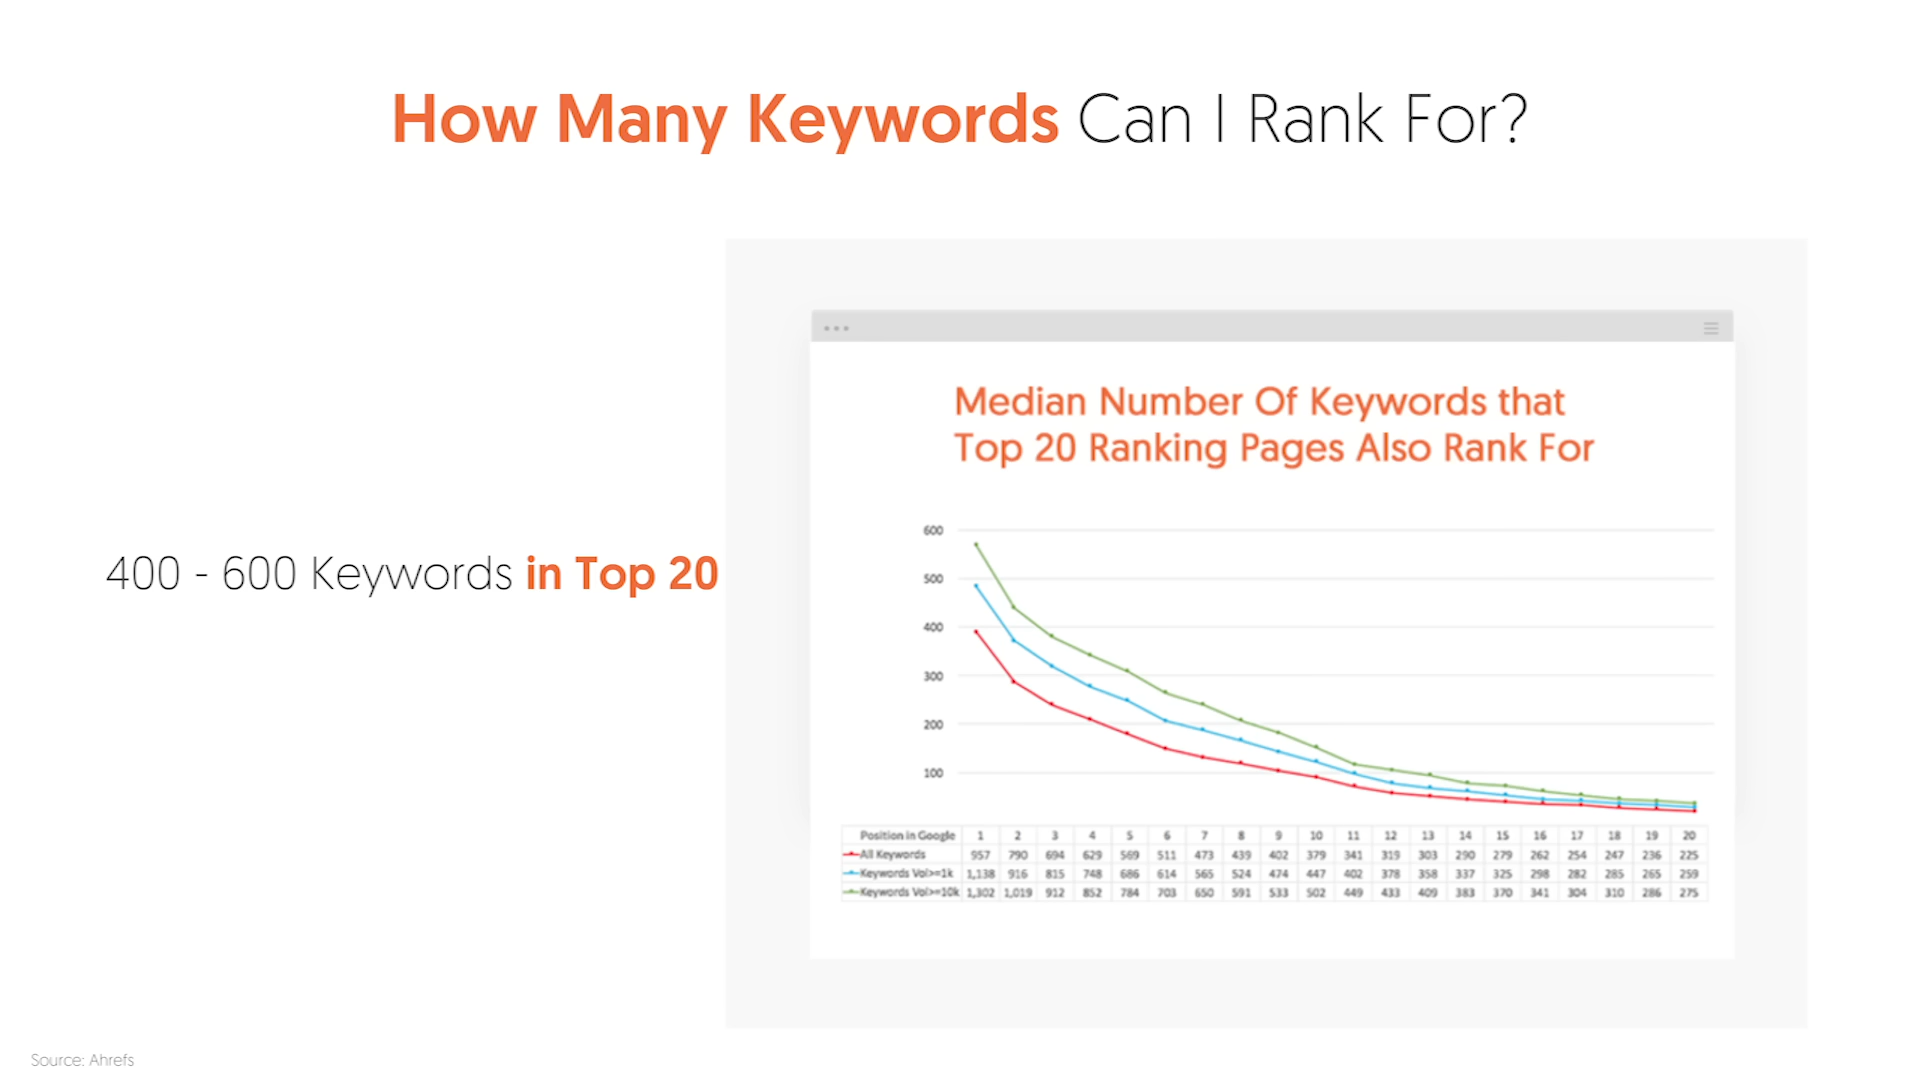 How Many Keywords Can I Rank For?
400 - 600 Keywords in Top 20
Median Number Of Keywords that
Top 20 Ranking Pages Also Rank For
600
500
400
300
200
100
Position in Google 1 2 3 4 5 6 7 8 9 10 11 12 13 14 15 16 17 18 19 20
All Keywords 957 790 694 629 569 511 473 439 402 379 341 319 303 290 279 262 254 247 236 225
Keywords Vol>=1k 1,138 916 815 748 686 614 565 524 474 447 402 378 358 337 325 298 282 285 265 259
Keywords Vol>=10k 1,302 1,019 912 852 784 703 650 591 533 502 449 433 409 383 370 341 304 310 286 275
Source: Ahrefs